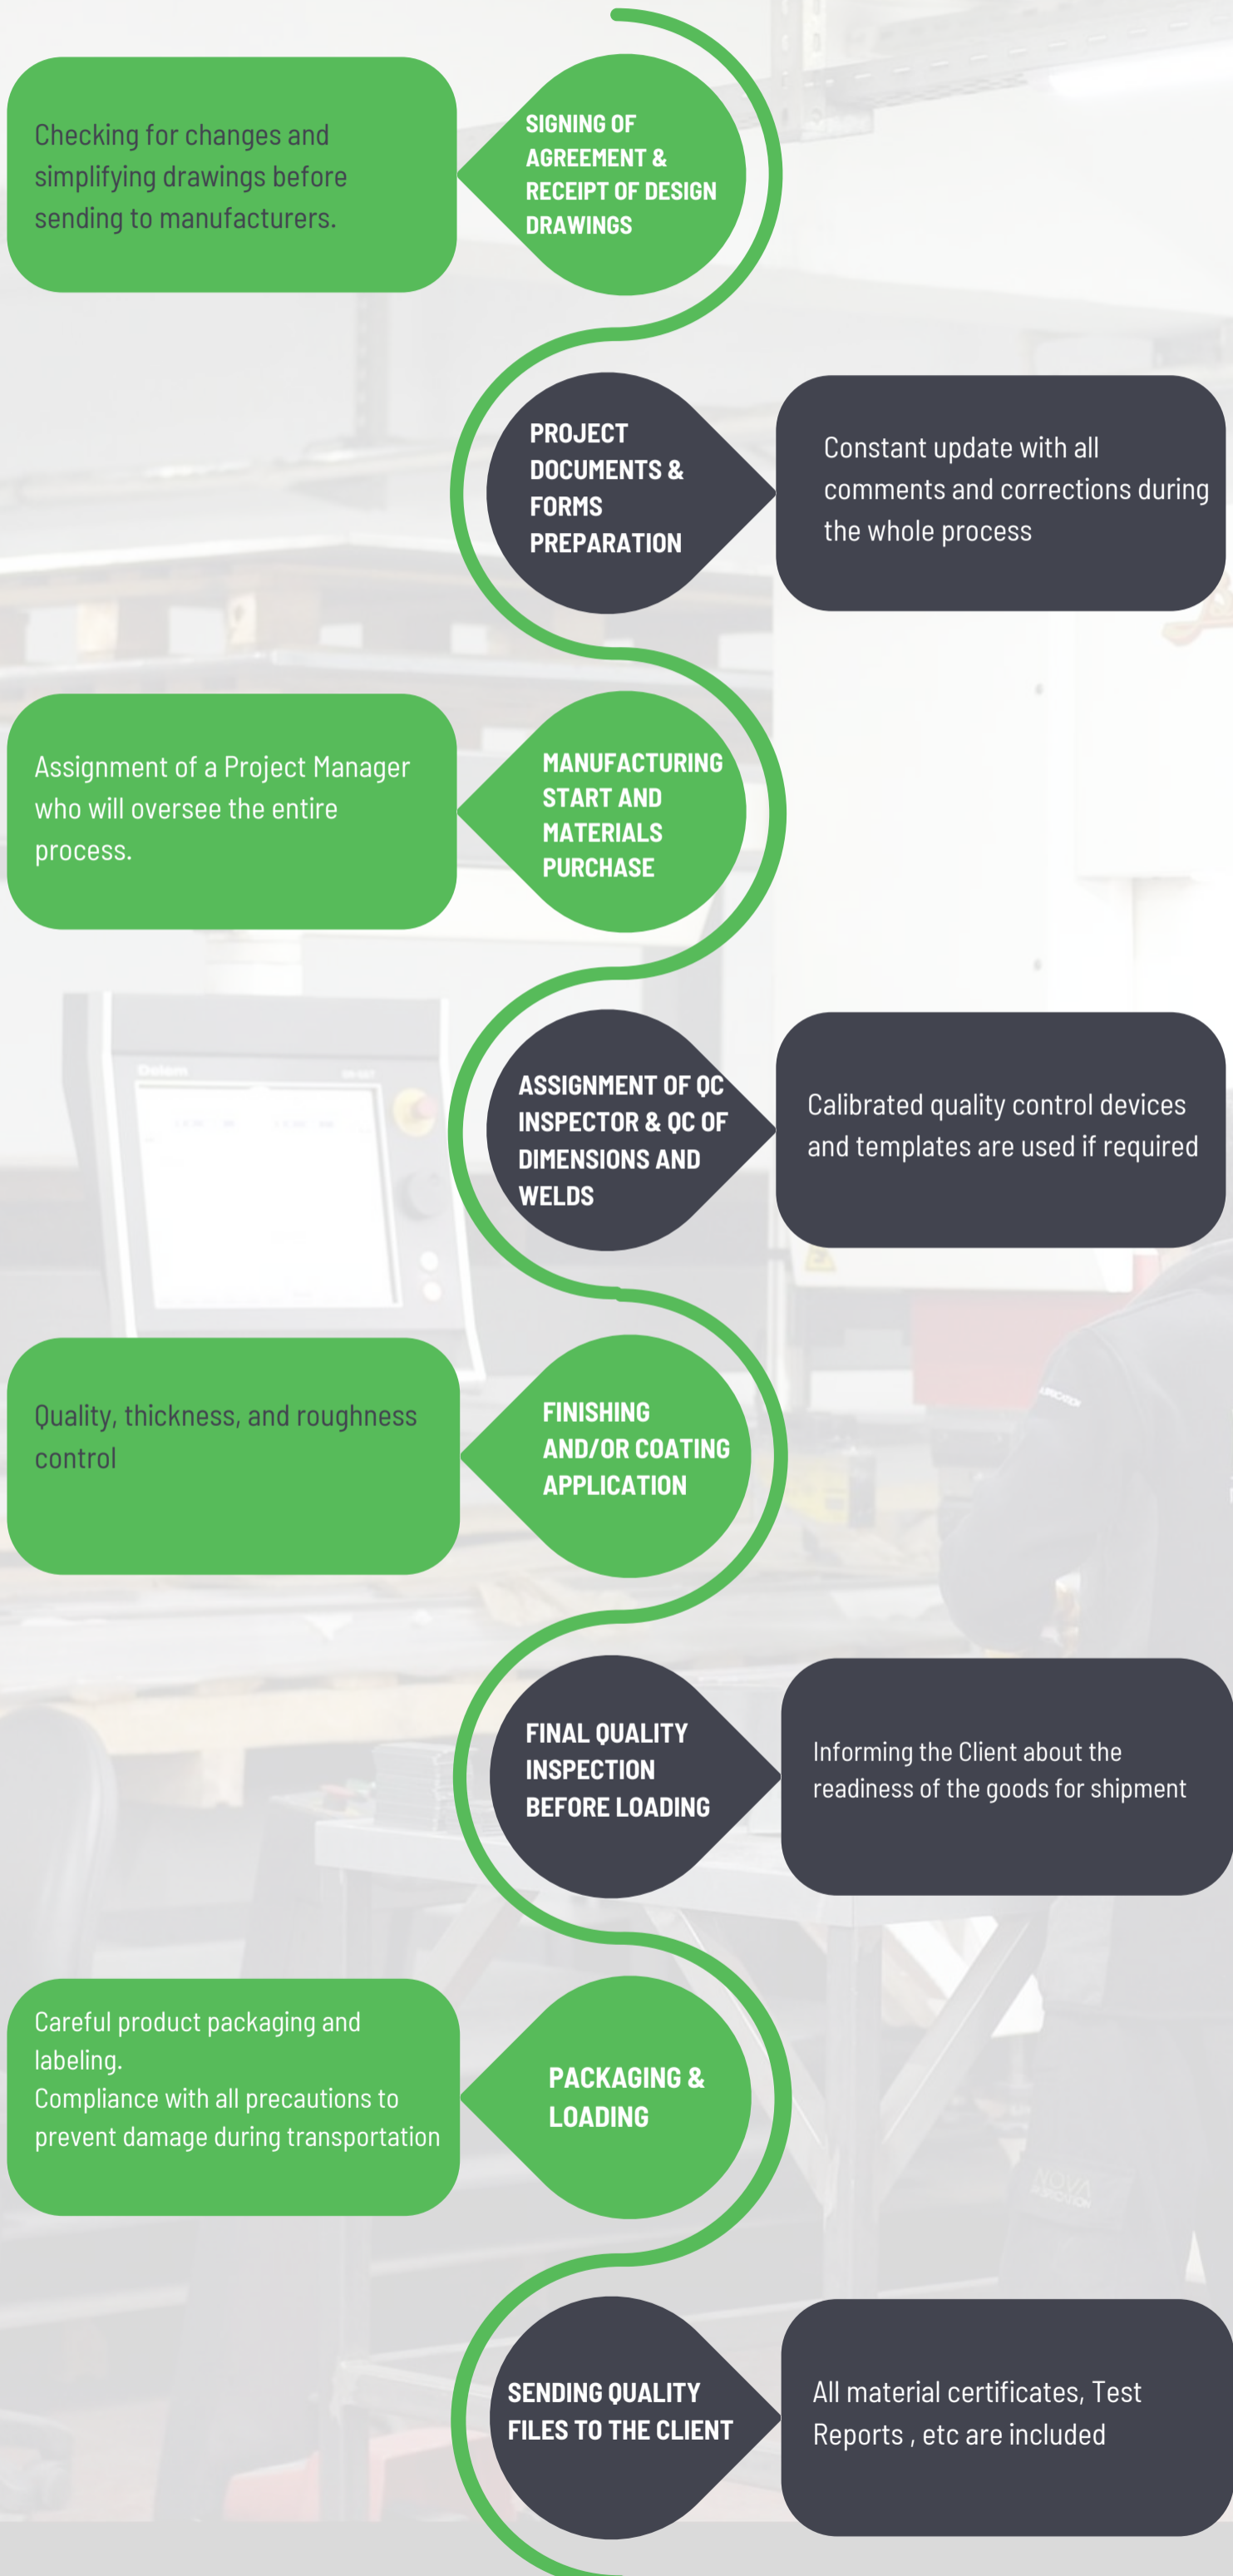 SIGNING OF
AGREEMENT &
RECEIPT OF DESIGN
DRAWINGS
Checking for changes and
simplifying drawings before
sending to manufacturers.
PROJECT
DOCUMENTS &
FORMS
PREPARATION
Constant update with all
comments and corrections during
the whole process
MANUFACTURING
START AND
MATERIALS
PURCHASE
Assignment of a Project Manager
who will oversee the entire
process.
ASSIGNMENT OF QC
INSPECTOR & QC OF
DIMENSIONS AND
WELDS
Calibrated quality control devices
and templates are used if required
Delem
FINISHING
AND/OR COATING
APPLICATION
Quality, thickness, and roughness
control
FINAL QUALITY
INSPECTION
BEFORE LOADING
Informing the Client about the
readiness of the goods for shipment
PACKAGING &
LOADING
Careful product packaging and
labeling.
Compliance with all precautions to
prevent damage during transportation
NOVA
SENDING QUALITY
FILES TO THE CLIENT
All material certificates, Test
Reports , etc are included